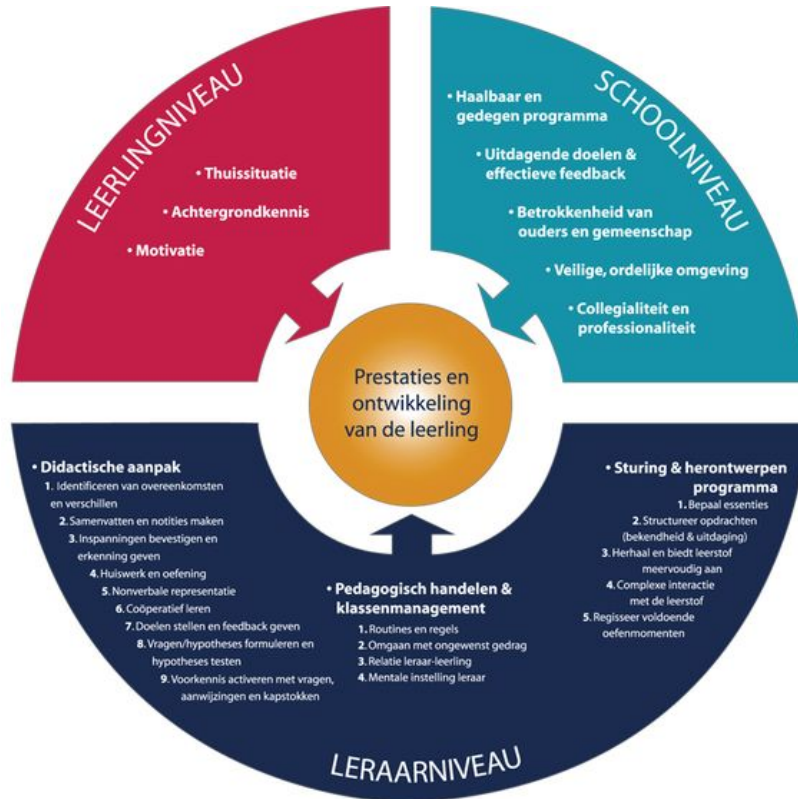 LEERLINGNIVEAU
• Thuissituatie
• Achtergrondkennis
• Motivatie
SCHOOLNIVEAU
• Haalbaar en
gedegen programma
• Uitdagende doelen &
effectieve feedback
• Betrokkenheid van
ouders en gemeenschap
• Veilige, ordelijke omgeving
• Collegialiteit en
professionaliteit
Prestaties en
ontwikkeling
van de leerling
• Didactische aanpak
1. Identificeren van overeenkomsten
en verschillen
2. Samenvatten en notities maken
3. Inspanningen bevestigen en
erkenning geven
4. Huiswerk en oefening
5. Nonverbale representatie
6. Coöperatief leren
7. Doelen stellen en feedback geven
8. Vragen/hypotheses formuleren en
hypotheses testen
9. Voorkennis activeren met vragen,
aanwijzingen en kapstokken
• Pedagogisch handelen &
klassenmanagement
1. Routines en regels
2. Omgaan met ongewenst gedrag
3. Relatie leraar-leerling
4. Mentale instelling leraar
• Sturing & herontwerpen
programma
1. Bepaal essenties
2. Structureer opdrachten
(bekendheid & uitdaging)
3. Herhaal en biedt leerstof
meervoudig aan
4. Complexe interactie
met de leerstof
5. Regisseer voldoende
oefenmomenten
LERAARNIVEAU